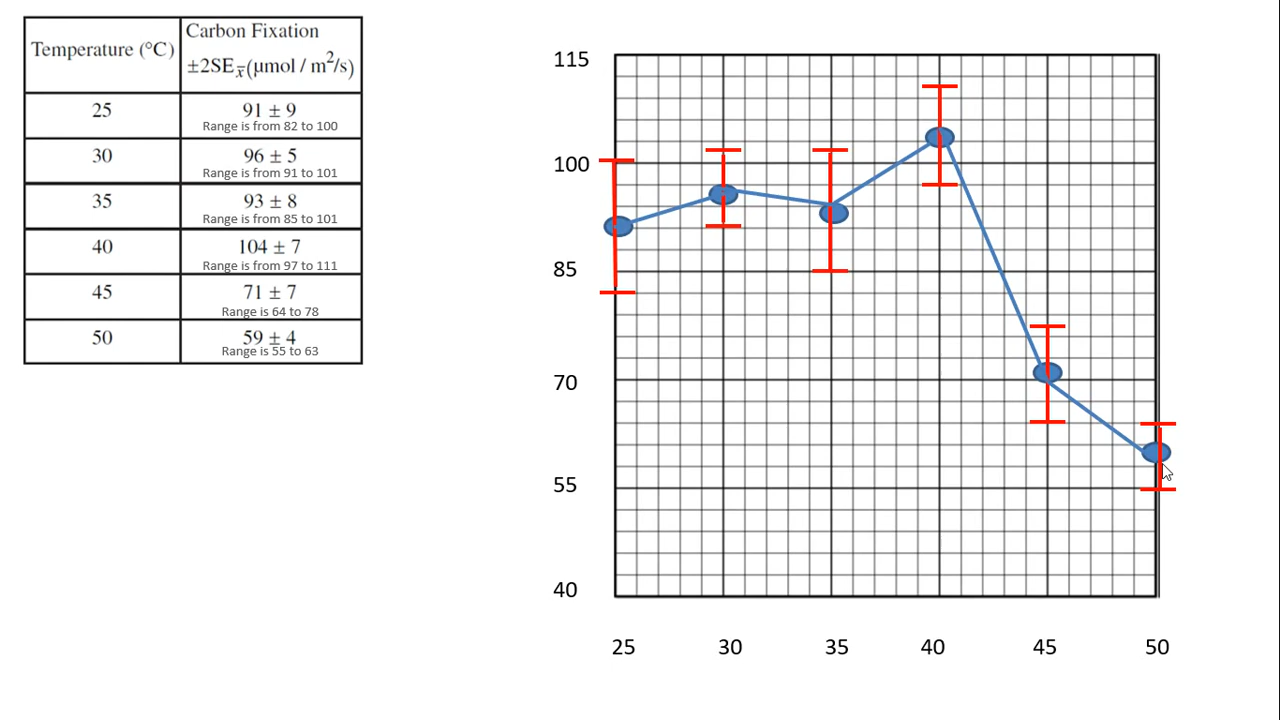 Temperature (°C)
Carbon Fixation
±2SEx̅(µmol / m²/s)
25
91 ± 9
Range is from 82 to 100
30
96 ± 5
Range is from 91 to 101
35
93 ± 8
Range is from 85 to 101
40
104 ± 7
Range is from 97 to 111
45
71 ± 7
Range is 64 to 78
50
59 ± 4
Range is 55 to 63
115
100
85
70
55
40
25 30 35 40 45 50